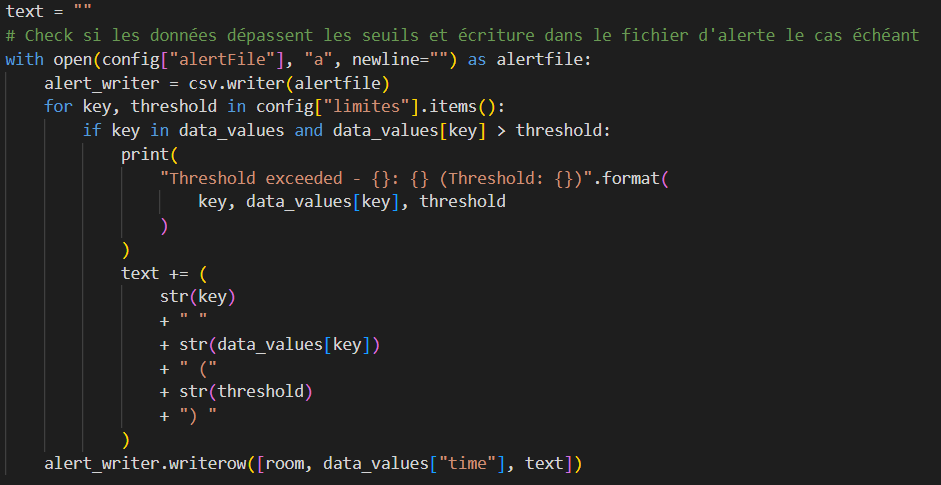 text = ""
# Check si les données dépassent les seuils et écriture dans le fichier d'alerte le cas échéant
with open(config["alertFile"], "a", newline="") as alertfile:
    alert_writer = csv.writer(alertfile)
    for key, threshold in config["limites"].items():
        if key in data_values and data_values[key] > threshold:
            print(
                "Threshold exceeded - {}: {} (Threshold: {})".format(
                    key, data_values[key], threshold
                )
            )
            text += (
                str(key)
                + " "
                + str(data_values[key])
                + " ("
                + str(threshold)
                + ") "
            )
    alert_writer.writerow([room, data_values["time"], text])